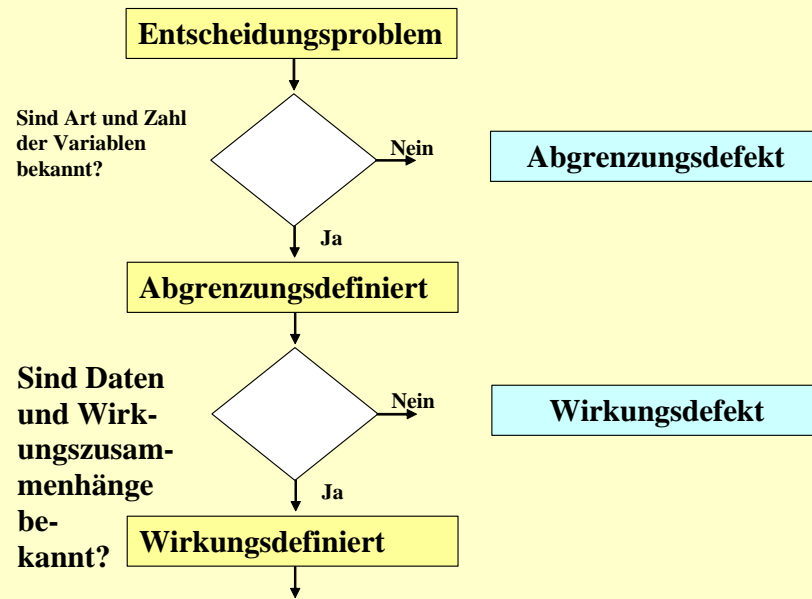 Entscheidungsproblem
Sind Art und Zahl
der Variablen
bekannt?
Nein
Abgrenzungsdefekt
Ja
Abgrenzungsdefiniert
Sind Daten
und Wirk-
ungszusam-
menhänge
be-
kannt?
Nein
Wirkungsdefekt
Ja
Wirkungsdefiniert